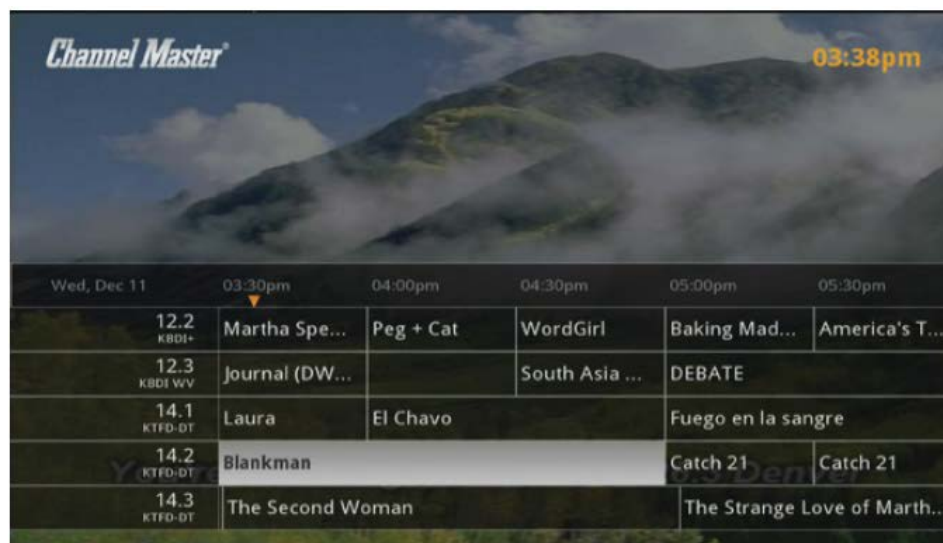 Channel Master®
03:38pm
Wed, Dec 11 03:30pm 04:00pm 04:30pm 05:00pm 05:30pm
12.2 Martha Spe... Peg + Cat WordGirl Baking Mad... America's T...
KBDI+
12.3 Journal (DW... South Asia ... DEBATE
KBDI WV
14.1 Laura El Chavo Fuego en la sangre
KTFD-DT
14.2 Blankman Catch 21 Catch 21
KTFD-DT
14.3 The Second Woman The Strange Love of Marth...
KTFD-DT